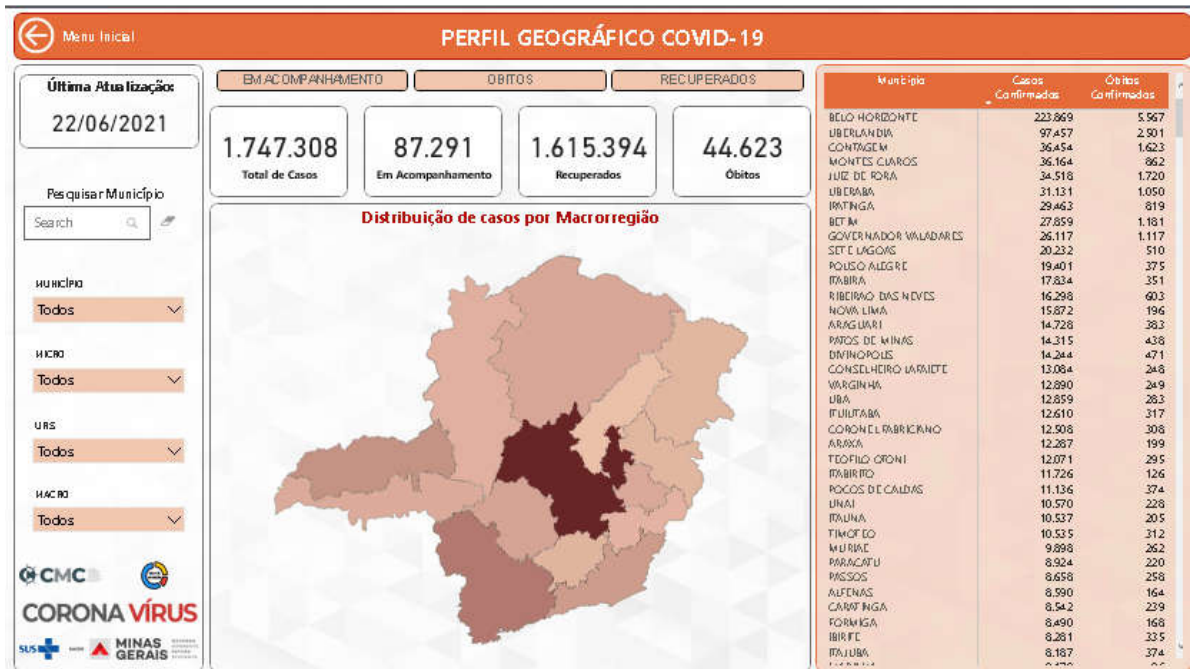 Menu Inicial
PERFIL GEOGRÁFICO COVID-19
Última Atualização:
22/06/2021
Pesquisar Município
Search
MUNICÍPIO
Todos
MICRO
Todos
URS
Todos
MACRO
Todos
CMC
CORONA VÍRUS
SUS
MINAS
GERAIS
EM ACOMPANHAMENTO
OBITOS
RECUPERADOS
1.747.308
Total de Casos
87.291
Em Acompanhamento
1.615.394
Recuperados
44.623
Óbitos
Distribuição de casos por Macrorregião
Município Casos Confirmados Óbitos Confirmados
BELO HORIZONTE 223.869 5.567
UBERLANDIA 97.457 2.501
CONTAGEM 36.454 1.623
MONTES CLAROS 36.164 862
JUIZ DE FORA 34.518 1.720
UBERABA 31.131 1.050
IPATINGA 29.463 819
BETIM 27.859 1.181
GOVERNADOR VALADARES 26.117 1.117
SETE LAGOAS 20.232 510
POUSO ALEGRE 19.401 375
ITABIRA 17.834 351
RIBEIRAO DAS NEVES 16.298 603
NOVA LIMA 15.872 196
ARAGUARI 14.728 383
PATOS DE MINAS 14.315 438
DIVINOPOLIS 14.244 471
CONSELHEIRO LAFAIETE 13.084 248
VARGINHA 12.890 249
UBA 12.859 283
ITUIUTABA 12.610 317
CORONEL FABRICIANO 12.508 308
ARAXA 12.287 199
TEOFILO OTONI 12.071 295
ITABIRITO 11.726 126
POCOS DE CALDAS 11.136 374
UNAI 10.570 228
ITAUNA 10.537 205
TIMOTEO 10.535 312
MURIAE 9.898 262
PARACATU 8.924 220
PASSOS 8.658 258
ALFENAS 8.590 164
CARATINGA 8.542 239
FORMIGA 8.490 168
IBIRITE 8.281 335
ITAJUBA 8.187 374